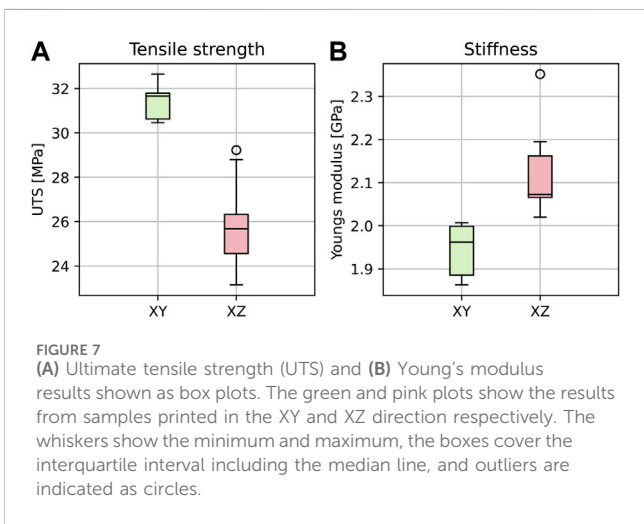 A Tensile strength
B Stiffness
UTS [MPa]
32
30
28
26
24
XY XZ
Youngs modulus [GPa]
2.3
2.2
2.1
2.0
1.9
XY XZ
FIGURE 7
(A) Ultimate tensile strength (UTS) and (B) Young's modulus
results shown as box plots. The green and pink plots show the results
from samples printed in the XY and XZ direction respectively. The
whiskers show the minimum and maximum, the boxes cover the
interquartile interval including the median line, and outliers are
indicated as circles.